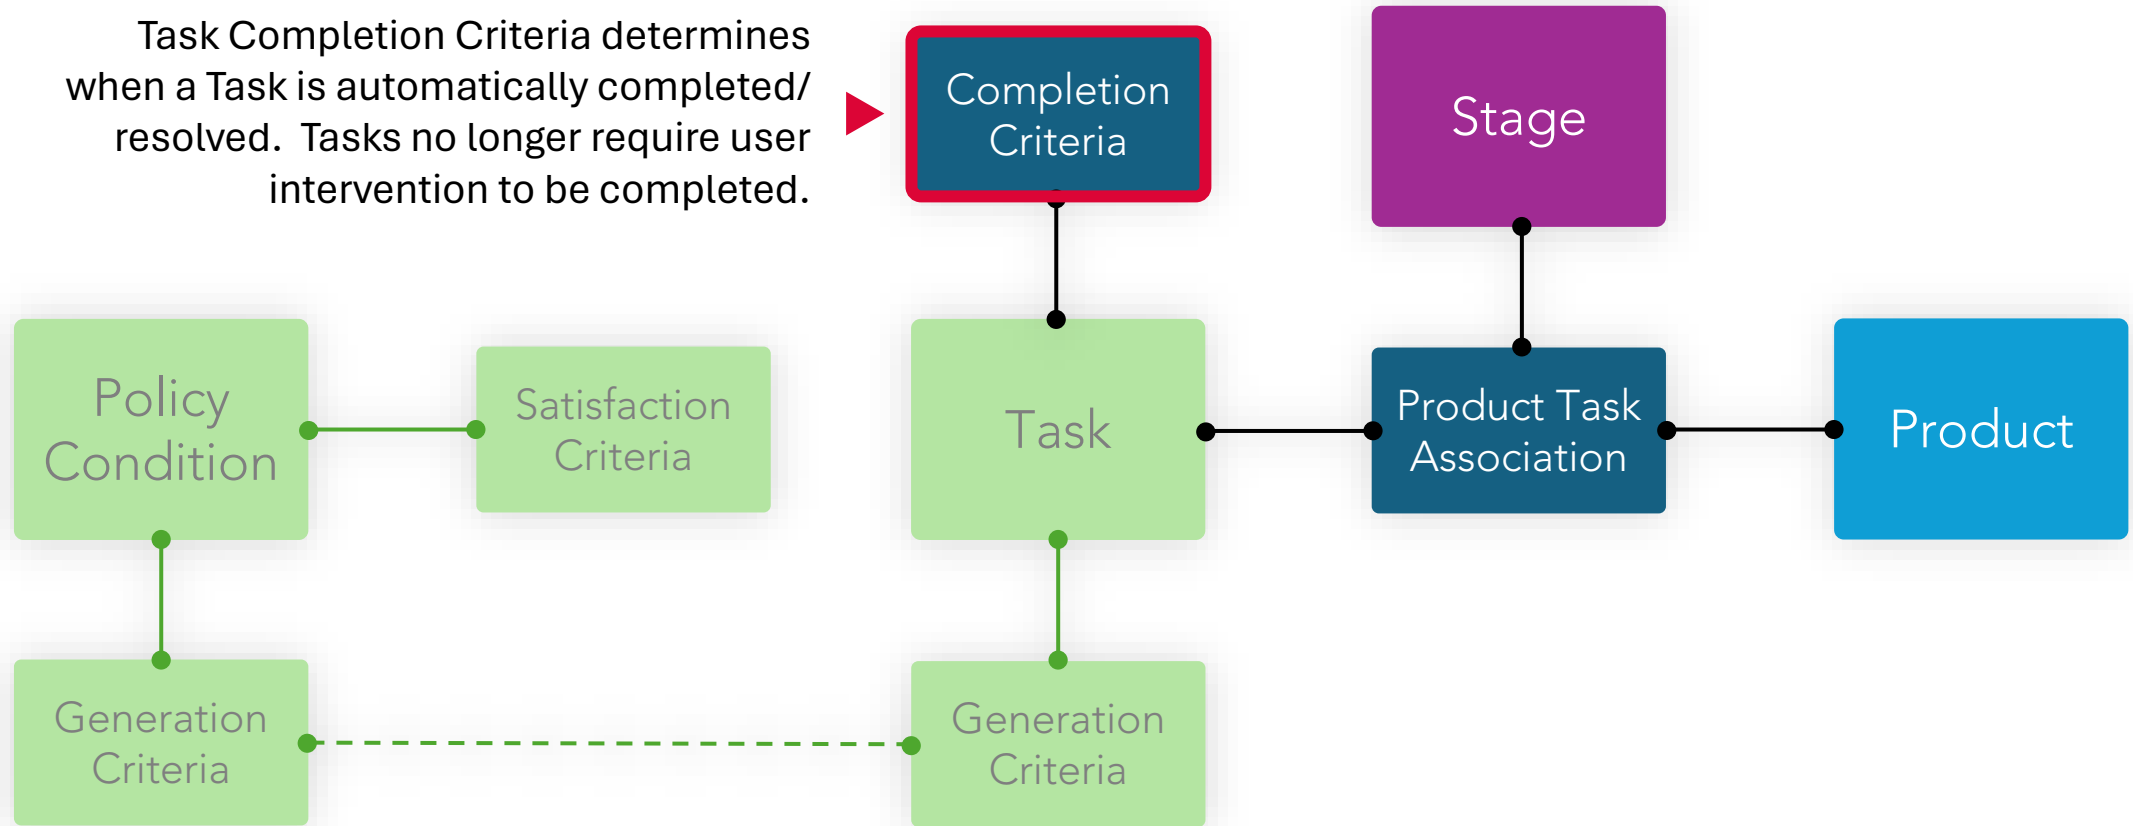 Task Completion Criteria determines
when a Task is automatically completed/
resolved.  Tasks no longer require user
intervention to be completed.
Completion
Criteria
Stage
Policy
Condition
Satisfaction
Criteria
Task
Product Task
Association
Product
Generation
Criteria
Generation
Criteria